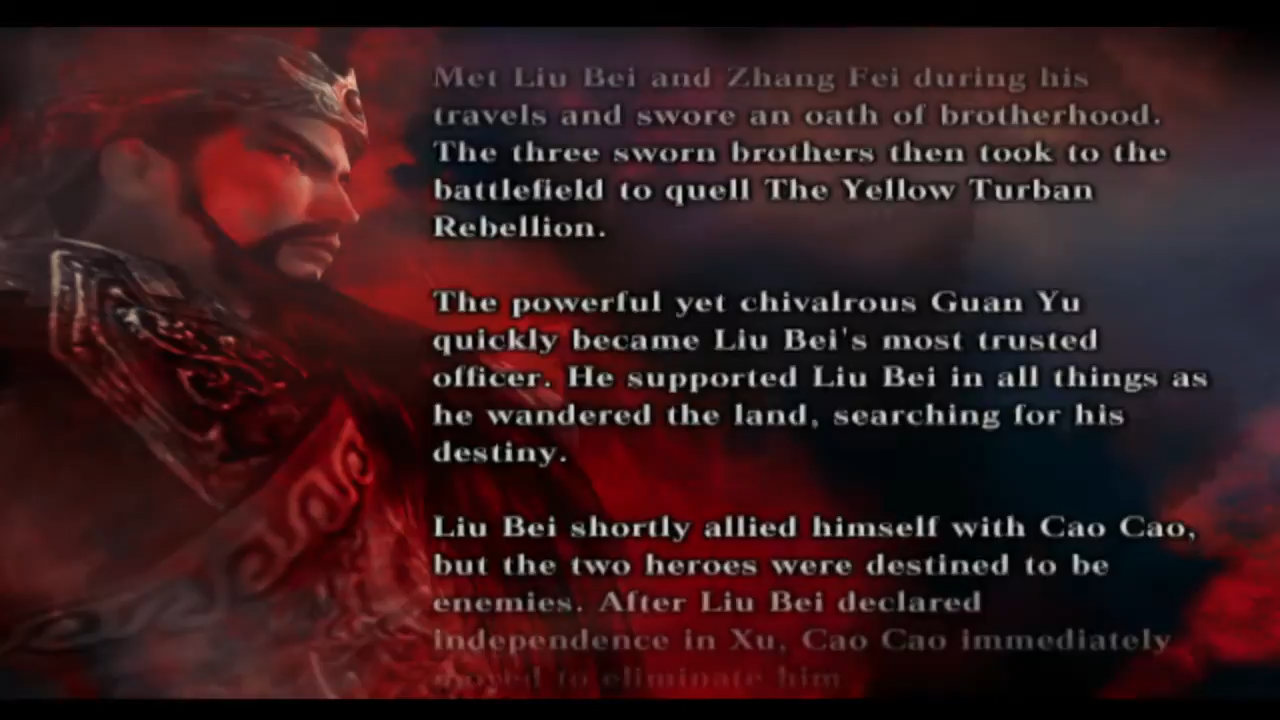 Met Liu Bei and Zhang Fei during his
travels and swore an oath of brotherhood.
The three sworn brothers then took to the
battlefield to quell The Yellow Turban
Rebellion.
The powerful yet chivalrous Guan Yu
quickly became Liu Bei's most trusted
officer. He supported Liu Bei in all things as
he wandered the land, searching for his
destiny.
Liu Bei shortly allied himself with Cao Cao,
but the two heroes were destined to be
enemies. After Liu Bei declared
independence in Xu, Cao Cao immediately
moved to eliminate him.